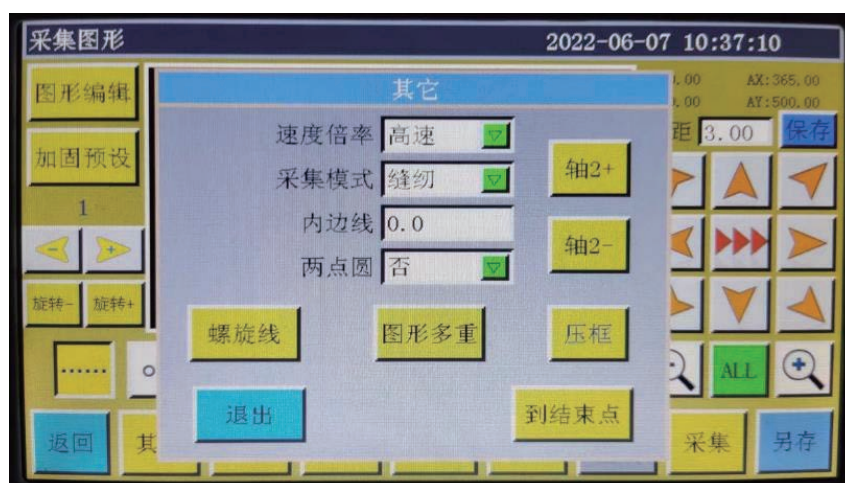 采集图形 2022-06-07 10:37:10
图形编辑 其它 .00 AX:365.00
.00 AY:500.00
速度倍率 高速 距 3.00 保存
加固预设 采集模式 缝纫 轴2+
1 内边线 0.0
两点圆 否 轴2-
旋转- 旋转+
螺旋线 图形多重 压框
ALL
退出 到结束点
返回 其 采集 另存